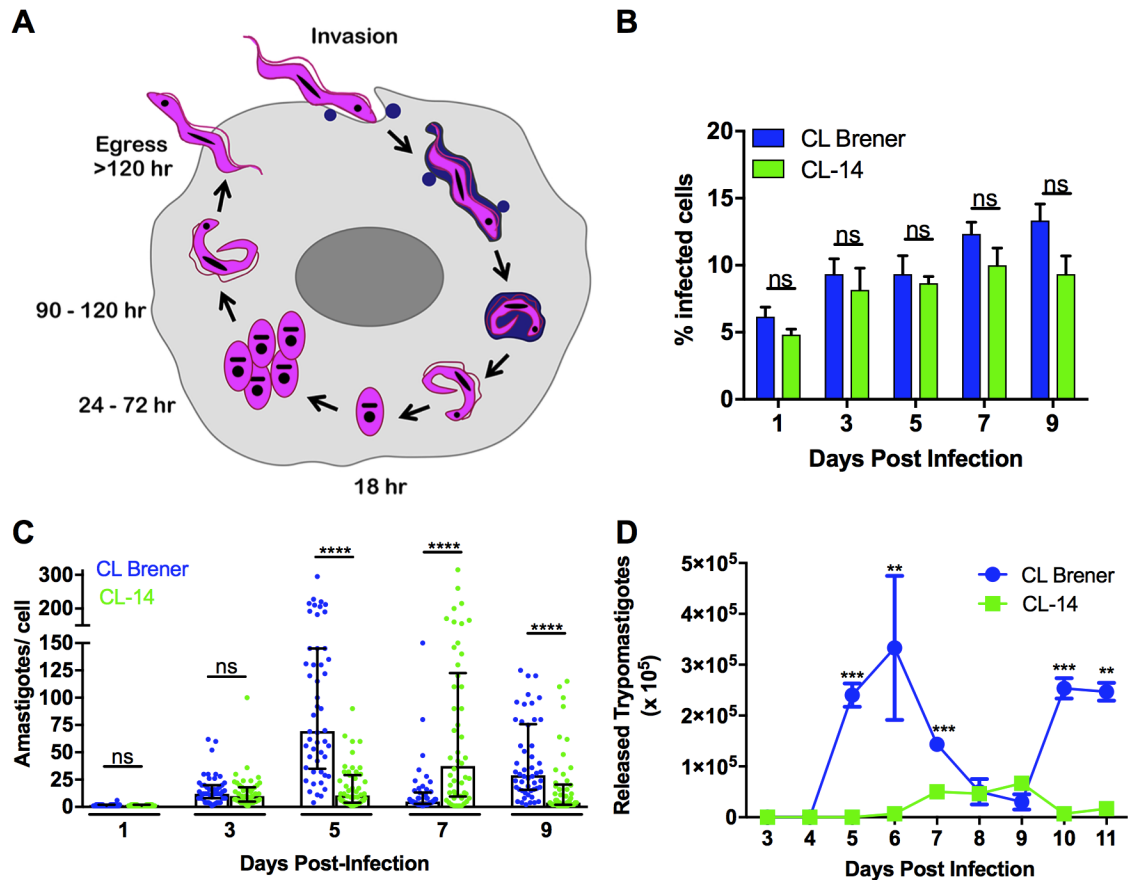 A
Invasion
Egress
>120 hr
90 - 120 hr
24 - 72 hr
18 hr
B
CL Brener
CL-14
% infected cells
20
15
10
5
0
ns
ns
ns
ns
ns
1 3 5 7 9
Days Post Infection
C
CL Brener
CL-14
Amastigotes/ cell
300
200
150
100
75
50
25
0
ns
ns
****
****
****
1 3 5 7 9
Days Post-Infection
D
CL Brener
CL-14
Released Trypomastigotes
(x 10⁵)
5×10⁵
4×10⁵
3×10⁵
2×10⁵
1×10⁵
0
***
**
***
***
**
3 4 5 6 7 8 9 10 11
Days Post Infection